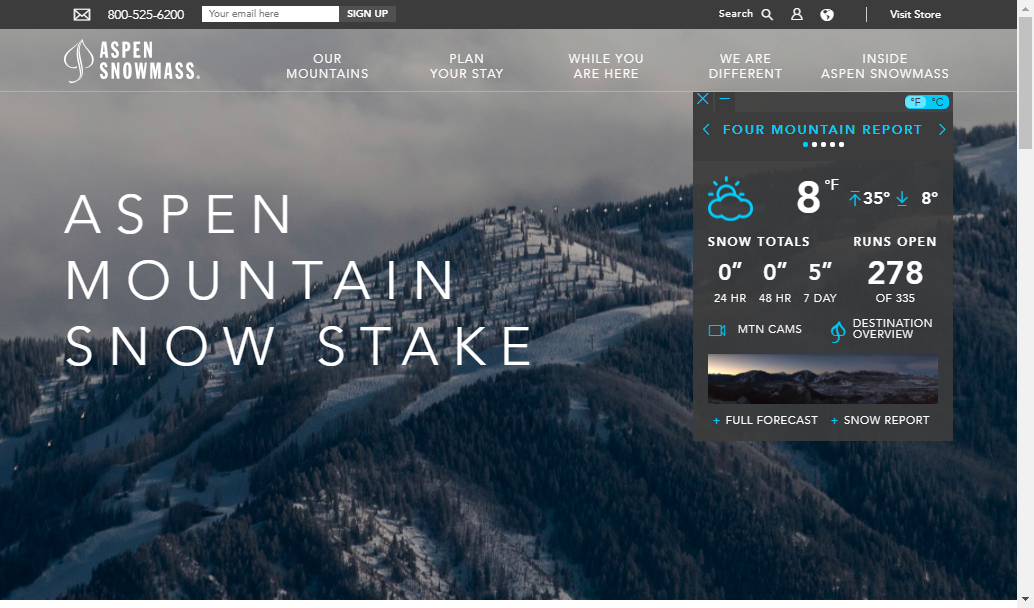 800-525-6200
Your email here
SIGN UP
Search
Visit Store
ASPEN
SNOWMASS®
OUR
MOUNTAINS
PLAN
YOUR STAY
WHILE YOU
ARE HERE
WE ARE
DIFFERENT
INSIDE
ASPEN SNOWMASS
°F °C
FOUR MOUNTAIN REPORT
8 °F 35° 8°
SNOW TOTALS
0” 0” 5”
24 HR 48 HR 7 DAY
RUNS OPEN
278
OF 335
MTN CAMS
DESTINATION
OVERVIEW
+ FULL FORECAST + SNOW REPORT
ASPEN
MOUNTAIN
SNOW STAKE